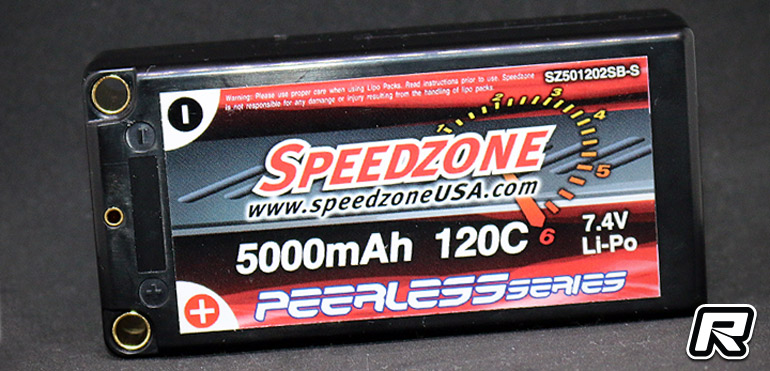 SZ501202SB-S
Warning: Please use proper care when using Lipo Packs. Read instructions prior to use. Speedzone
is not responsible for any damage or injury resulting from the handling of lipo packs.
1 2 3 4 5 6
SPEEDZONE
www.speedzoneUSA.com
5000mAh 120C
7.4V
Li-Po
PEERLESS SERIES
R